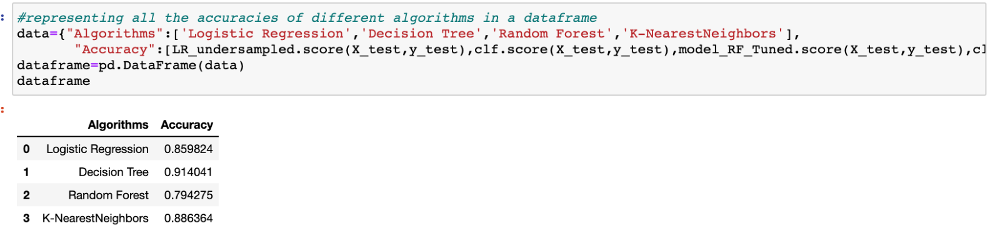 #representing all the accuracies of different algorithms in a dataframe
data={"Algorithms":['Logistic Regression','Decision Tree','Random Forest','K-NearestNeighbors'],
"Accuracy":[LR_undersampled.score(X_test,y_test),clf.score(X_test,y_test),model_RF_Tuned.score(X_test,y_test),cl
dataframe=pd.DataFrame(data)
dataframe
Algorithms Accuracy
0 Logistic Regression 0.859824
1 Decision Tree 0.914041
2 Random Forest 0.794275
3 K-NearestNeighbors 0.886364